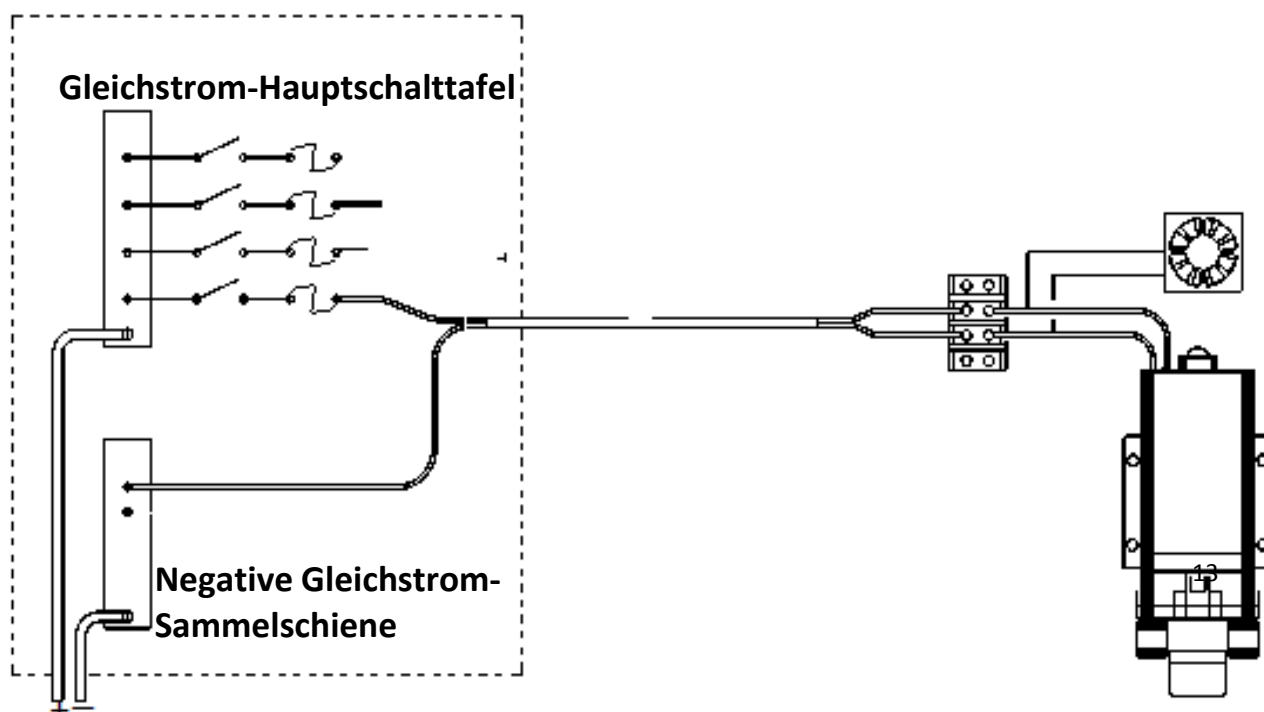 Gleichstrom-Hauptschalttafel
T
13
Negative Gleichstrom-
Sammelschiene
+ −